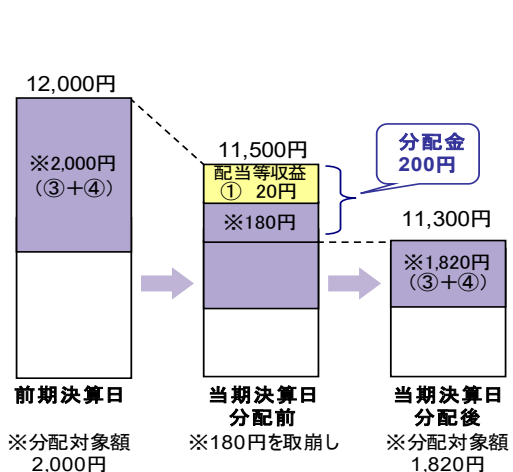 12,000円
※2,000円
(③+④)
前期決算日
※分配対象額
2,000円
11,500円
配当等収益
① 20円
※180円
分配金
200円
当期決算日
分配前
※180円を取崩し
11,300円
※1,820円
(③+④)
当期決算日
分配後
※分配対象額
1,820円